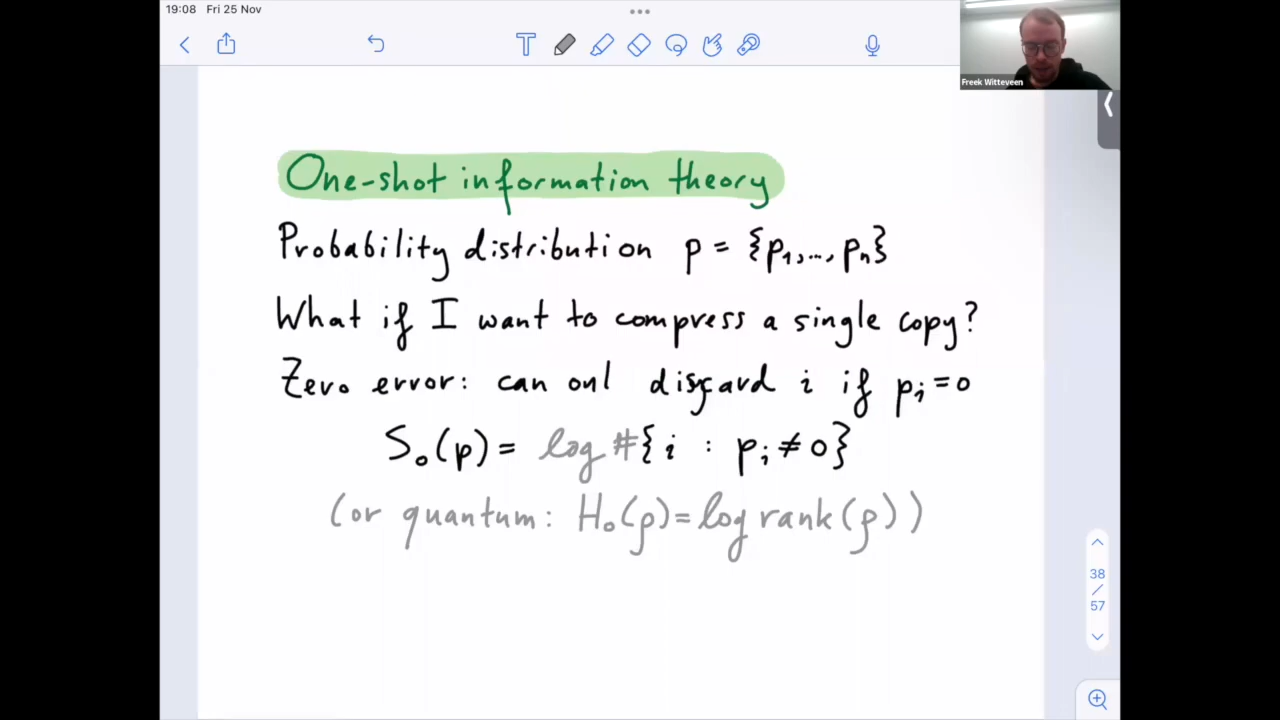 19:08 Fri 25 Nov
Freek Witteveen
One-shot information theory
Probability distribution p = {p₁,..., pₙ}
What if I want to compress a single copy?
Zero error: can onl discard i if pᵢ=0
S₀(p) = log #{i : pᵢ ≠ 0}
(or quantum: H₀(ρ)=log rank(ρ))
38
/
57